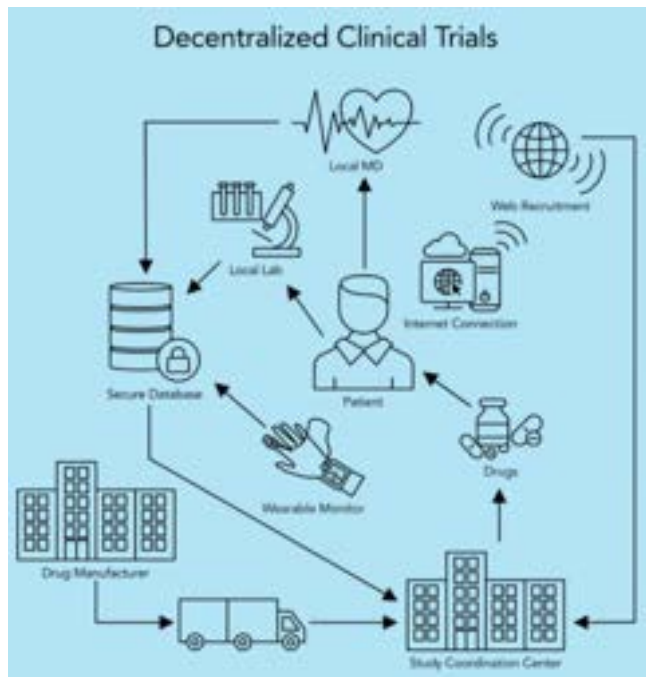 Decentralized Clinical Trials
Local MD
Web Recruitment
Local Lab
Internet Connection
Secure Database
Patient
Drugs
Wearable Monitor
Drug Manufacturer
Study Coordination Center